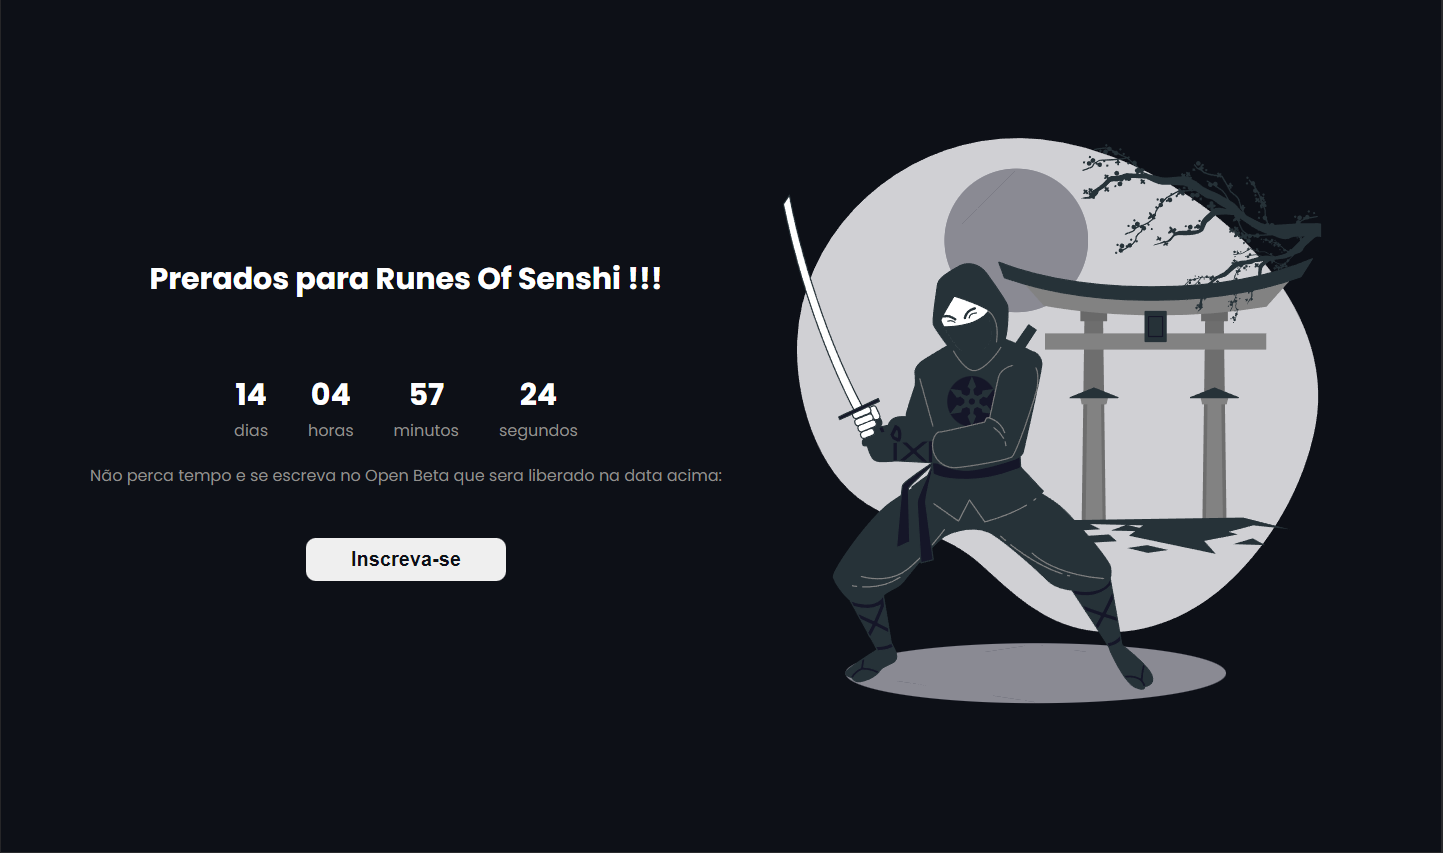 Prerados para Runes Of Senshi !!!
14 04 57 24
dias horas minutos segundos
Não perca tempo e se escreva no Open Beta que sera liberado na data acima:
Inscreva-se